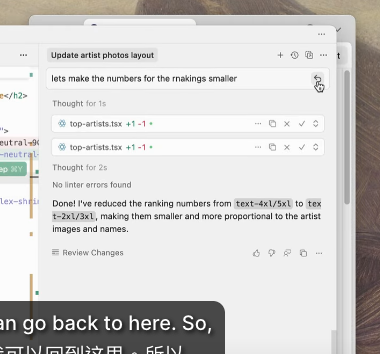 Update artist photos layout
lets make the numbers for the rnakings smaller
Thought for 1s
top-artists.tsx +1 -1
top-artists.tsx +1 -1
Thought for 2s
No linter errors found
Done! I've reduced the ranking numbers from text-4xl/5xl to tex
t-2xl/3xl, making them smaller and more proportional to the artist
images and names.
Review Changes
</h2>
">
neutral-90
-neutral-
ep ⌘Y
lex-shrin
an go back to here. So,
可以回到这里。所以